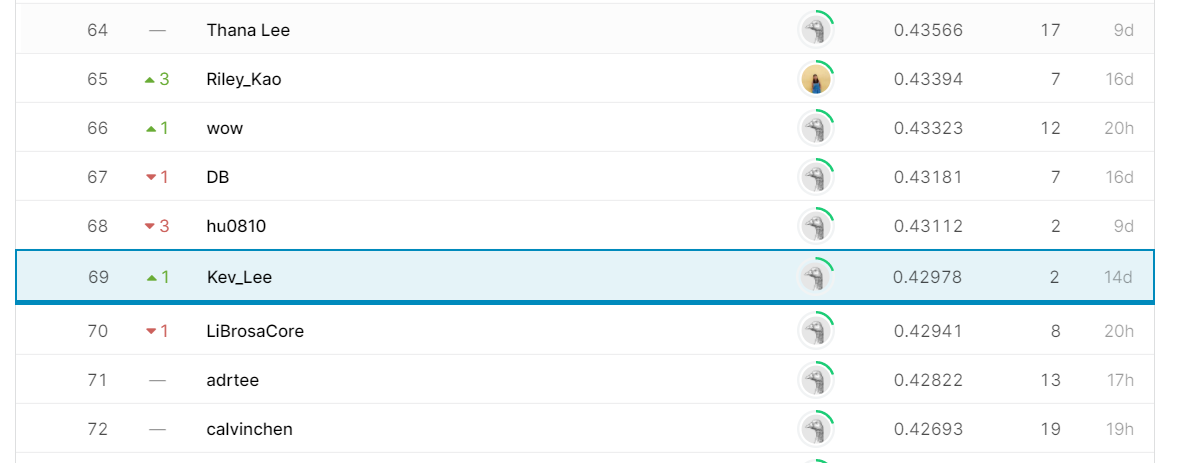 64 — Thana Lee 0.43566 17 9d
65 ▲ 3 Riley_Kao 0.43394 7 16d
66 ▲ 1 wow 0.43323 12 20h
67 ▼ 1 DB 0.43181 7 16d
68 ▼ 3 hu0810 0.43112 2 9d
69 ▲ 1 Kev_Lee 0.42978 2 14d
70 ▼ 1 LiBrosaCore 0.42941 8 20h
71 — adrtee 0.42822 13 17h
72 — calvinchen 0.42693 19 19h